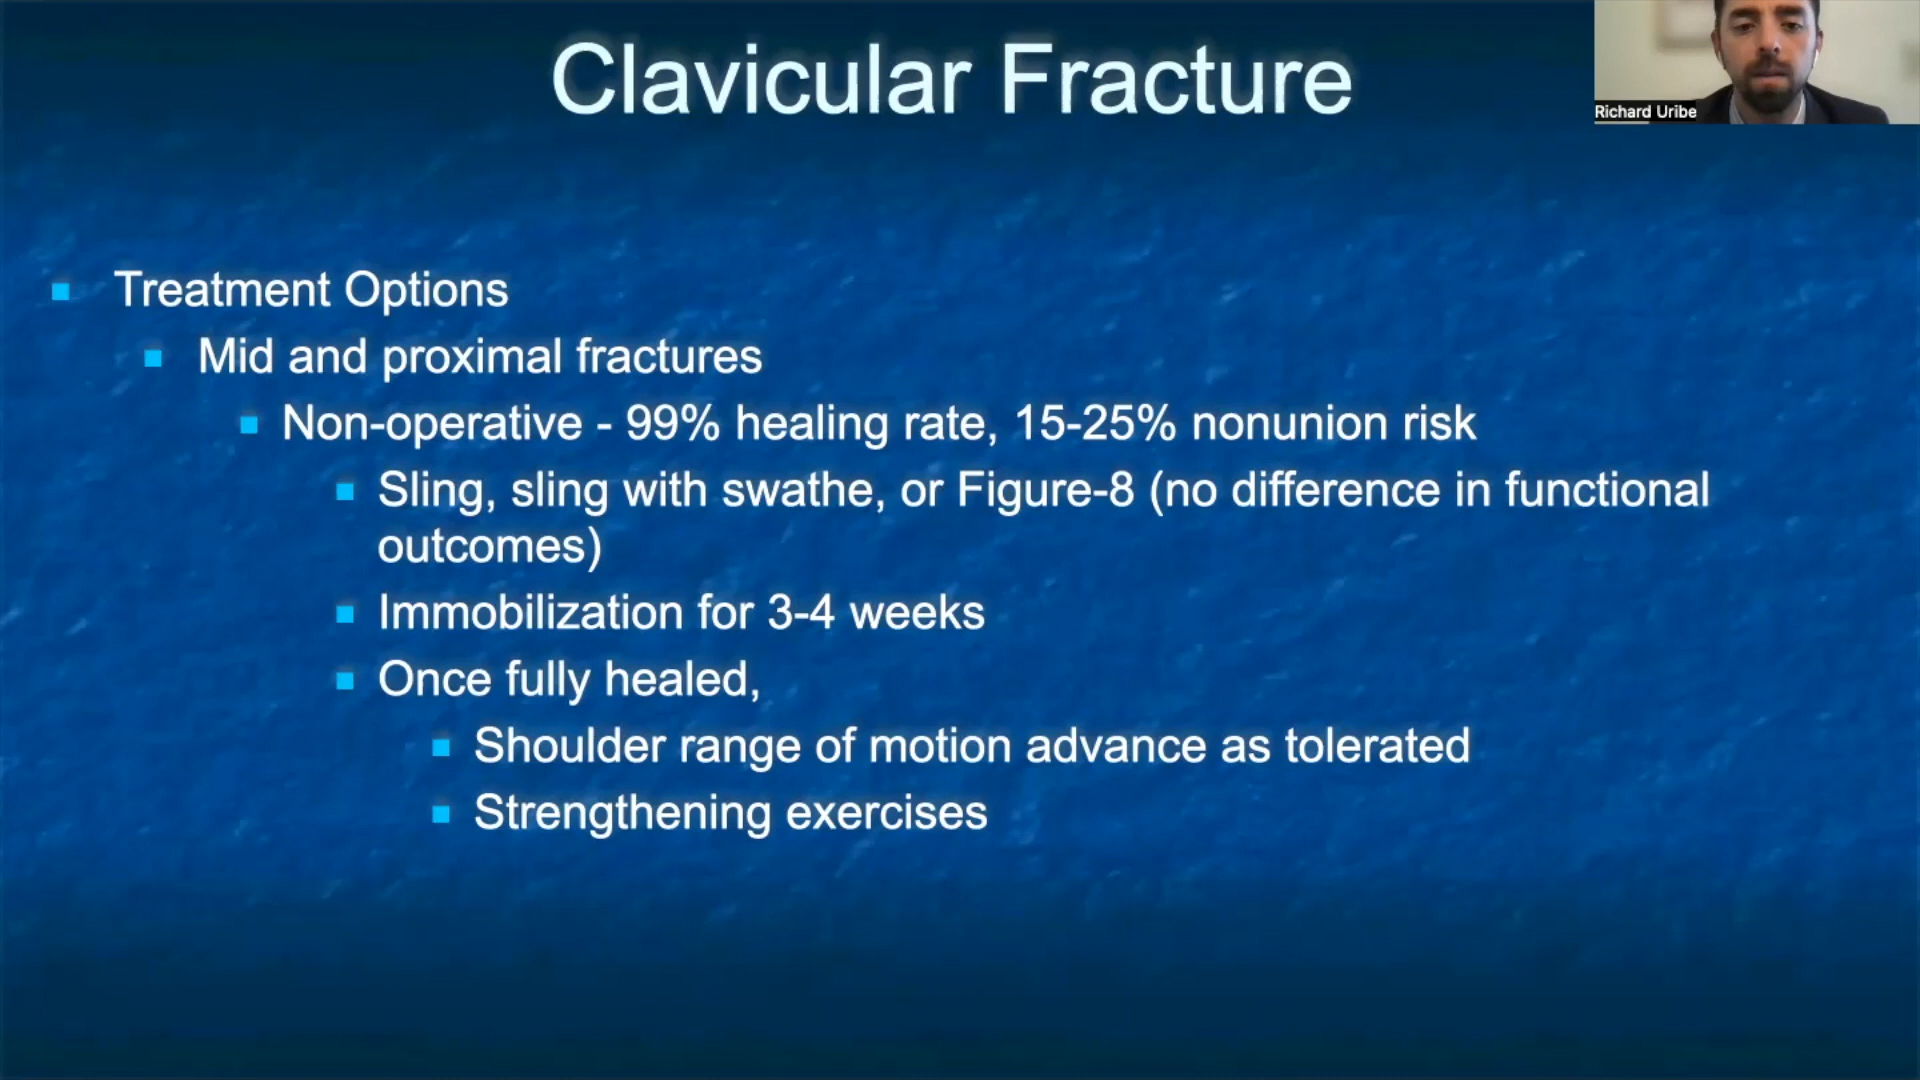 Clavicular Fracture
Richard Uribe
Treatment Options
Mid and proximal fractures
Non-operative - 99% healing rate, 15-25% nonunion risk
Sling, sling with swathe, or Figure-8 (no difference in functional
outcomes)
Immobilization for 3-4 weeks
Once fully healed,
Shoulder range of motion advance as tolerated
Strengthening exercises